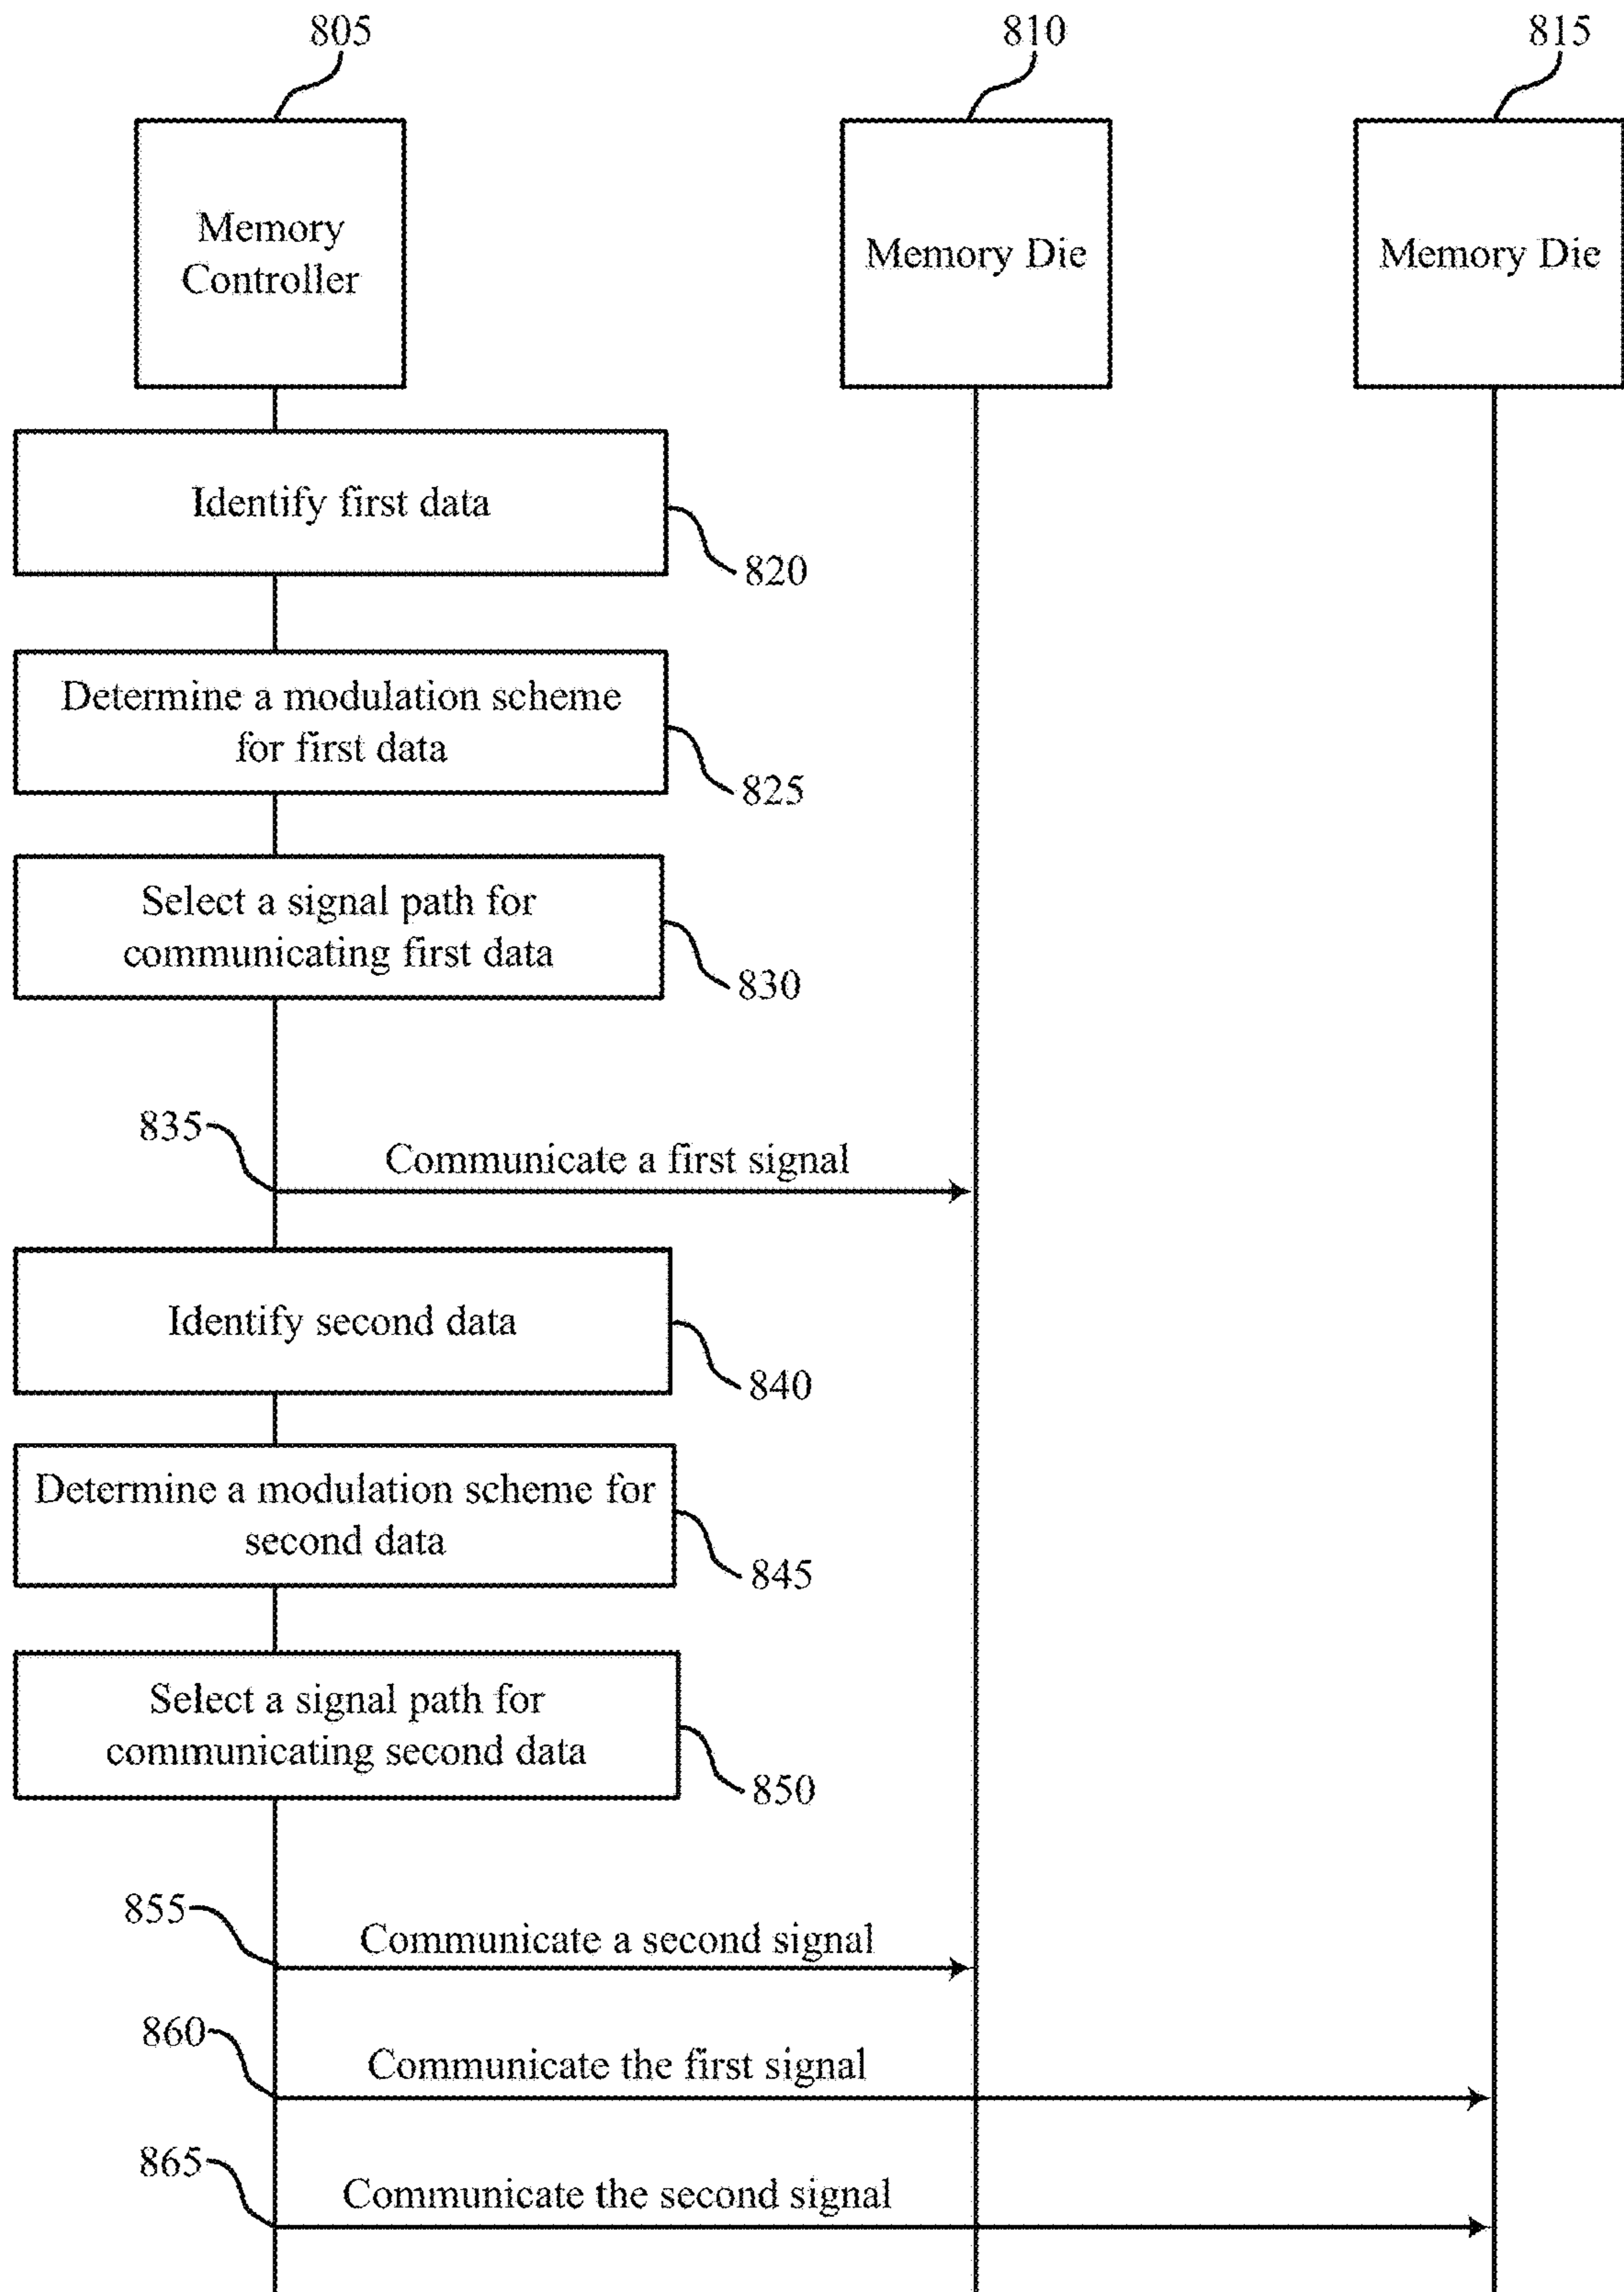 805
810
815
Memory
Controller
Memory Die
Memory Die
Identify first data
820
Determine a modulation scheme
for first data
825
Select a signal path for
communicating first data
830
835
Communicate a first signal
Identify second data
840
Determine a modulation scheme for
second data
845
Select a signal path for
communicating second data
850
855
Communicate a second signal
860
Communicate the first signal
865
Communicate the second signal